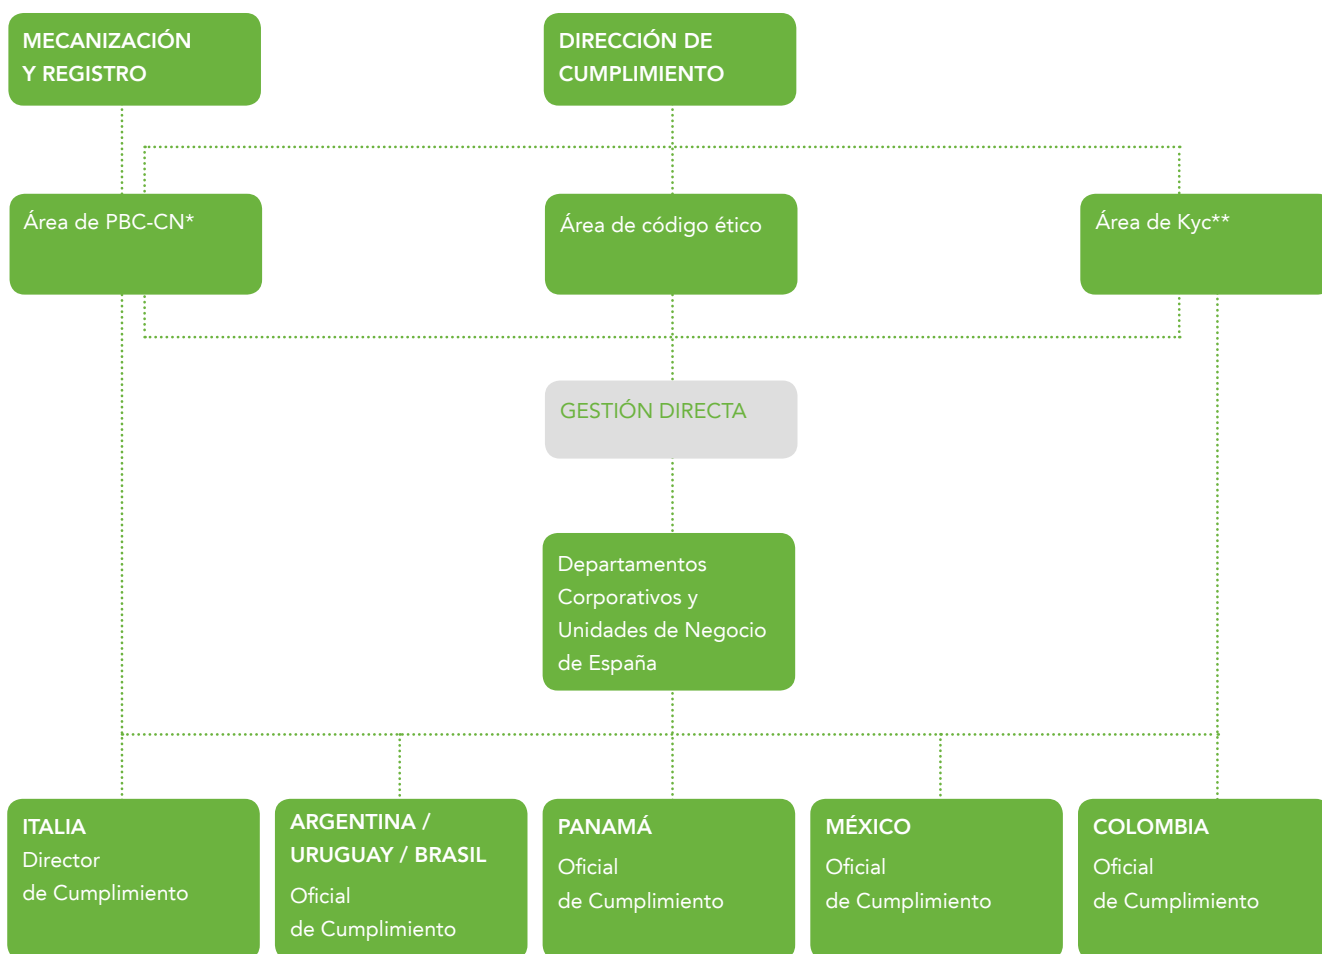 MECANIZACIÓN
Y REGISTRO
DIRECCIÓN DE
CUMPLIMIENTO
Área de PBC-CN*
Área de código ético
Área de Kyc**
GESTIÓN DIRECTA
Departamentos
Corporativos y
Unidades de Negocio
de España
ITALIA
Director
de Cumplimiento
ARGENTINA /
URUGUAY / BRASIL
Oficial
de Cumplimiento
PANAMÁ
Oficial
de Cumplimiento
MÉXICO
Oficial
de Cumplimiento
COLOMBIA
Oficial
de Cumplimiento